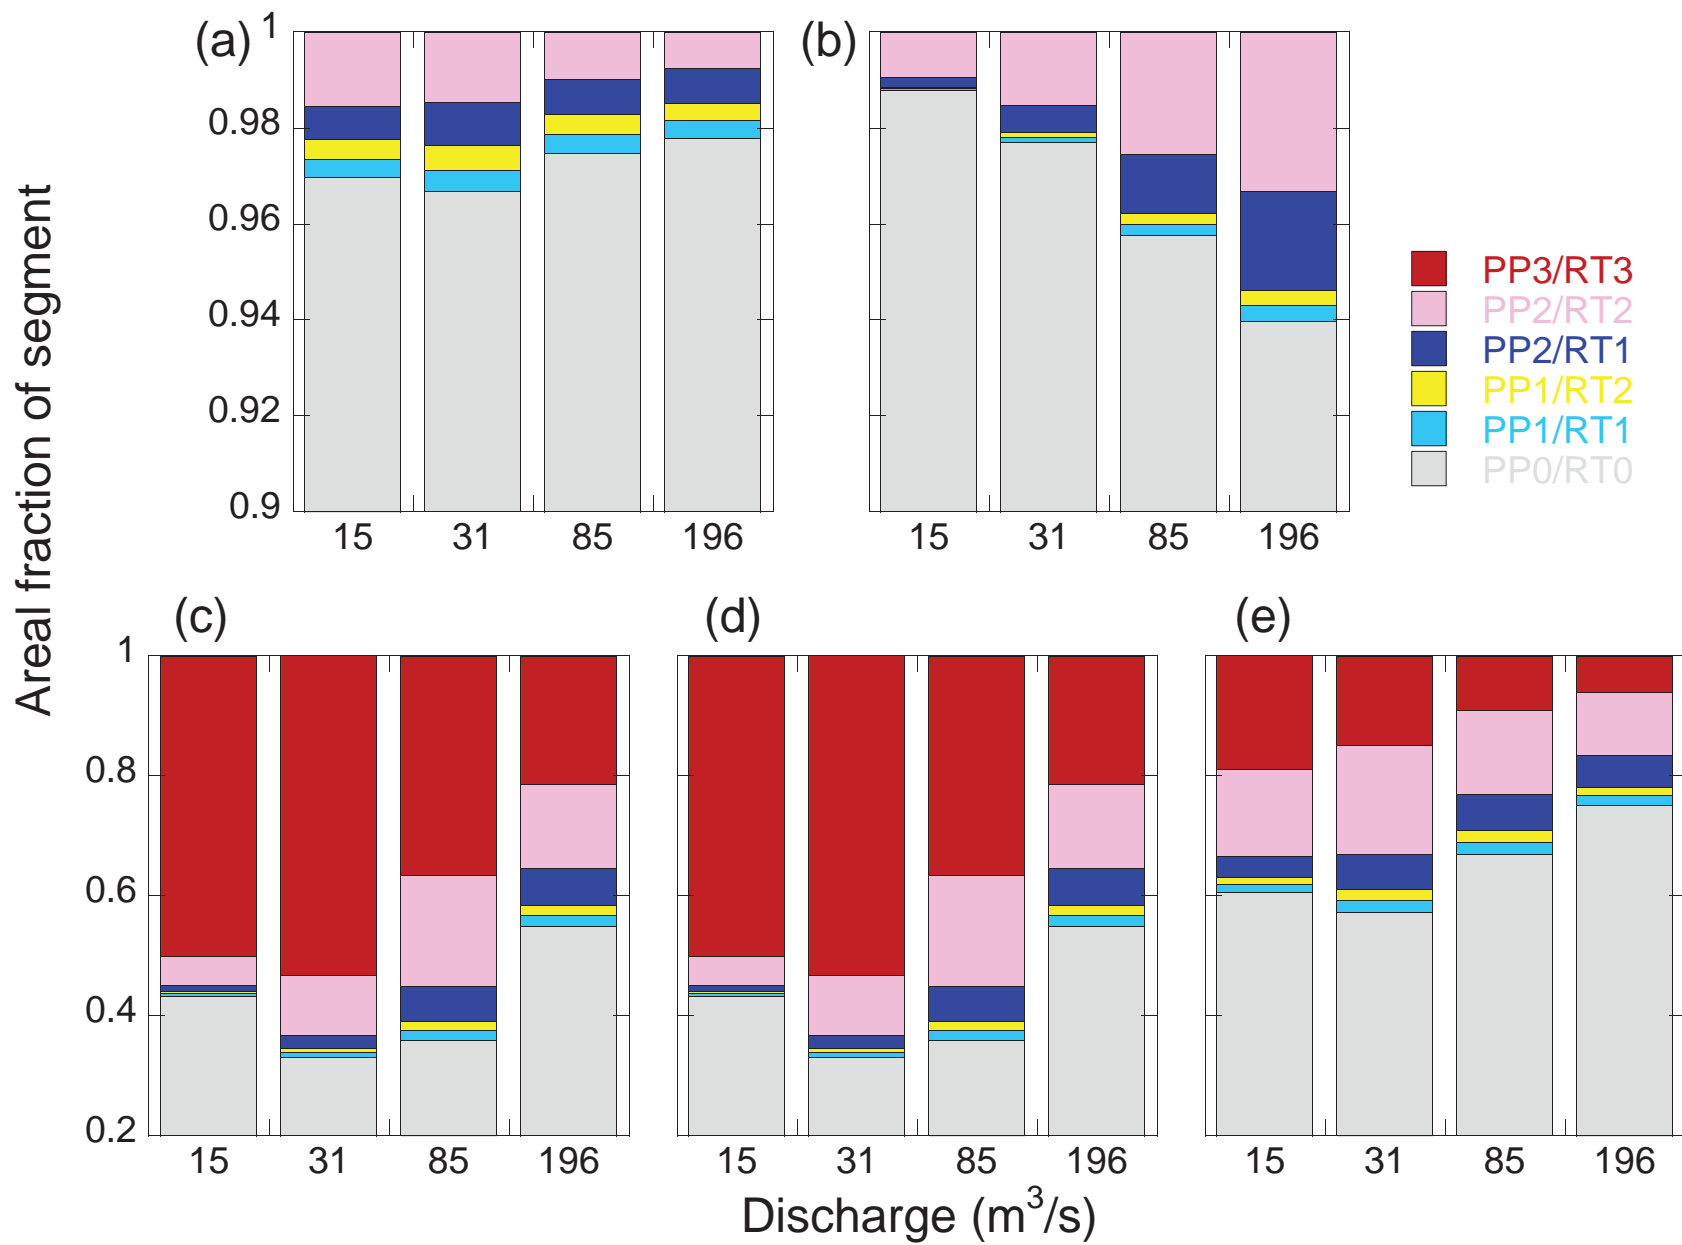 (a)
(b)
1
0.98
0.96
0.94
0.92
0.9
15 31 85 196
15 31 85 196
PP3/RT3
PP2/RT2
PP2/RT1
PP1/RT2
PP1/RT1
PP0/RT0
Areal fraction of segment
(c)
(d)
(e)
1
0.8
0.6
0.4
0.2
15 31 85 196
15 31 85 196
15 31 85 196
Discharge (m³/s)